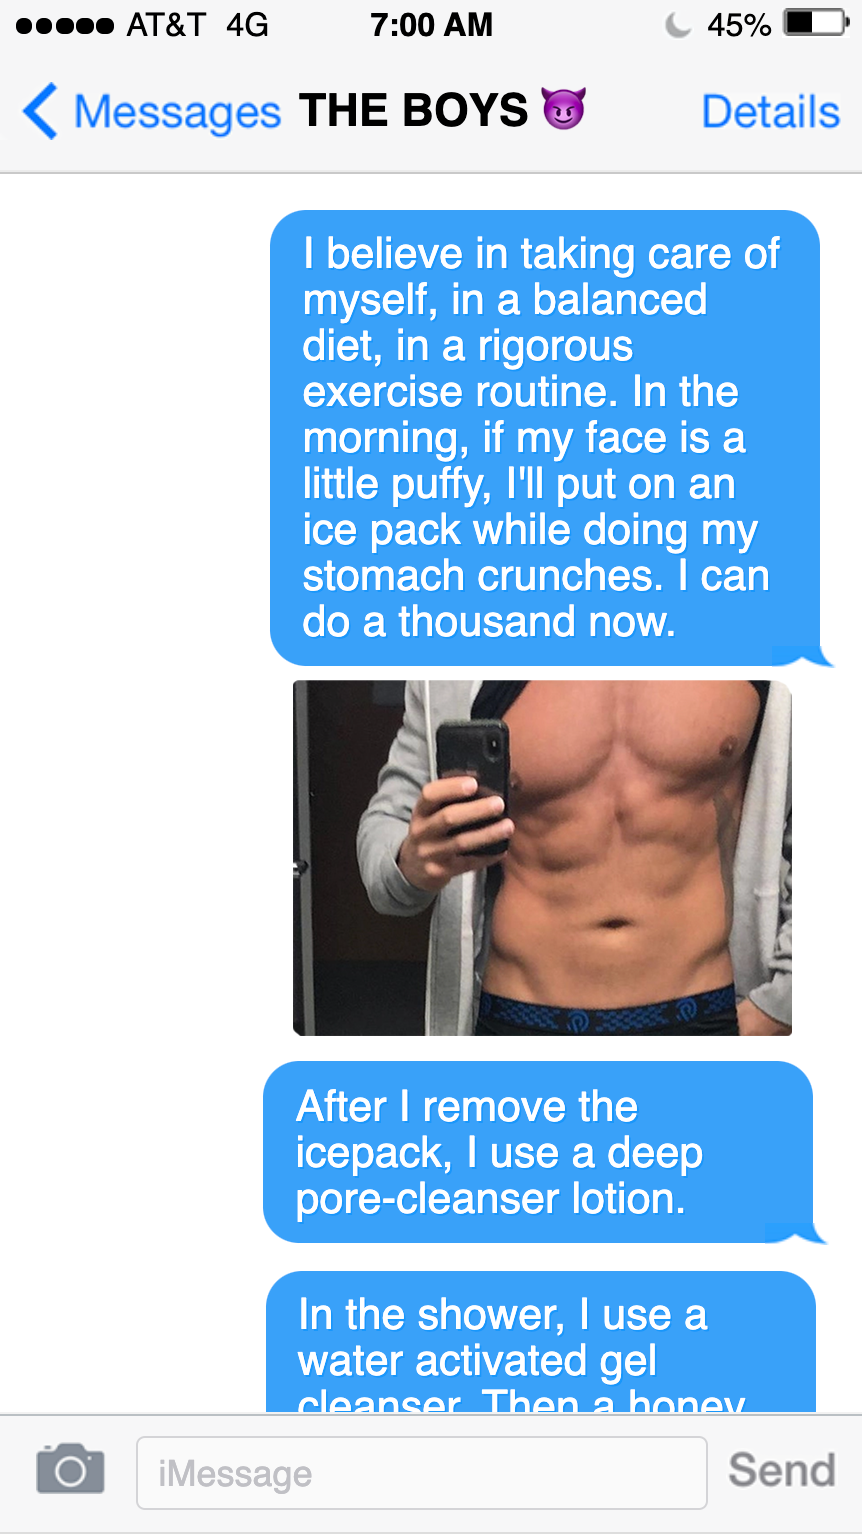 AT&T 4G 7:00 AM 45%
Messages THE BOYS 😈 Details
I believe in taking care of
myself, in a balanced
diet, in a rigorous
exercise routine. In the
morning, if my face is a
little puffy, I'll put on an
ice pack while doing my
stomach crunches. I can
do a thousand now.
After I remove the
icepack, I use a deep
pore-cleanser lotion.
In the shower, I use a
water activated gel
cleanser. Then a honey
iMessage Send